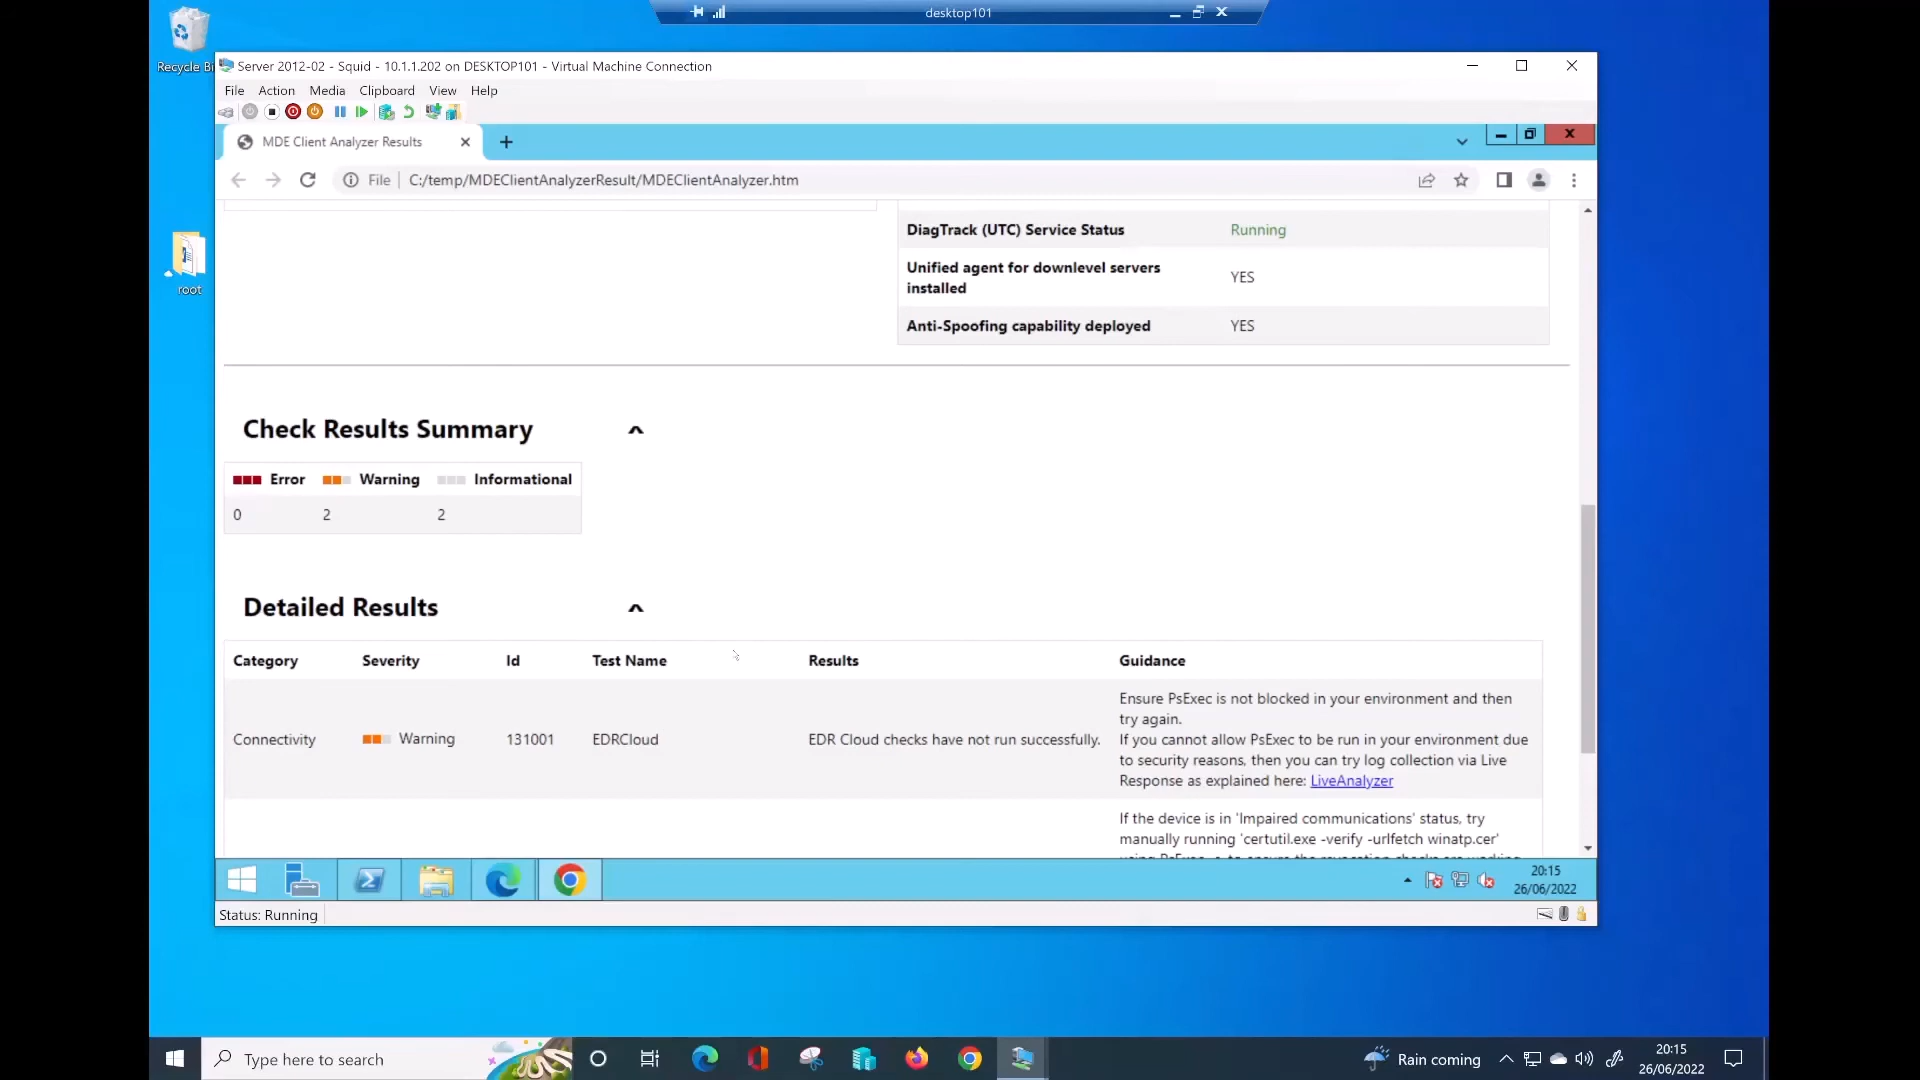 desktop101
Recycle Bi
Server 2012-02 - Squid - 10.1.1.202 on DESKTOP101 - Virtual Machine Connection
File Action Media Clipboard View Help
MDE Client Analyzer Results
File C:/temp/MDEClientAnalyzerResult/MDEClientAnalyzer.htm
root
DiagTrack (UTC) Service Status Running
Unified agent for downlevel servers
installed YES
Anti-Spoofing capability deployed YES
Check Results Summary
Error Warning Informational
0 2 2
Detailed Results
Category Severity Id Test Name Results Guidance
Connectivity Warning 131001 EDRCloud EDR Cloud checks have not run successfully.
Ensure PsExec is not blocked in your environment and then
try again.
If you cannot allow PsExec to be run in your environment due
to security reasons, then you can try log collection via Live
Response as explained here: LiveAnalyzer
If the device is in 'Impaired communications' status, try
manually running 'certutil.exe -verify -urlfetch winatp.cer'
20:15
26/06/2022
Status: Running
Type here to search
Rain coming
20:15
26/06/2022